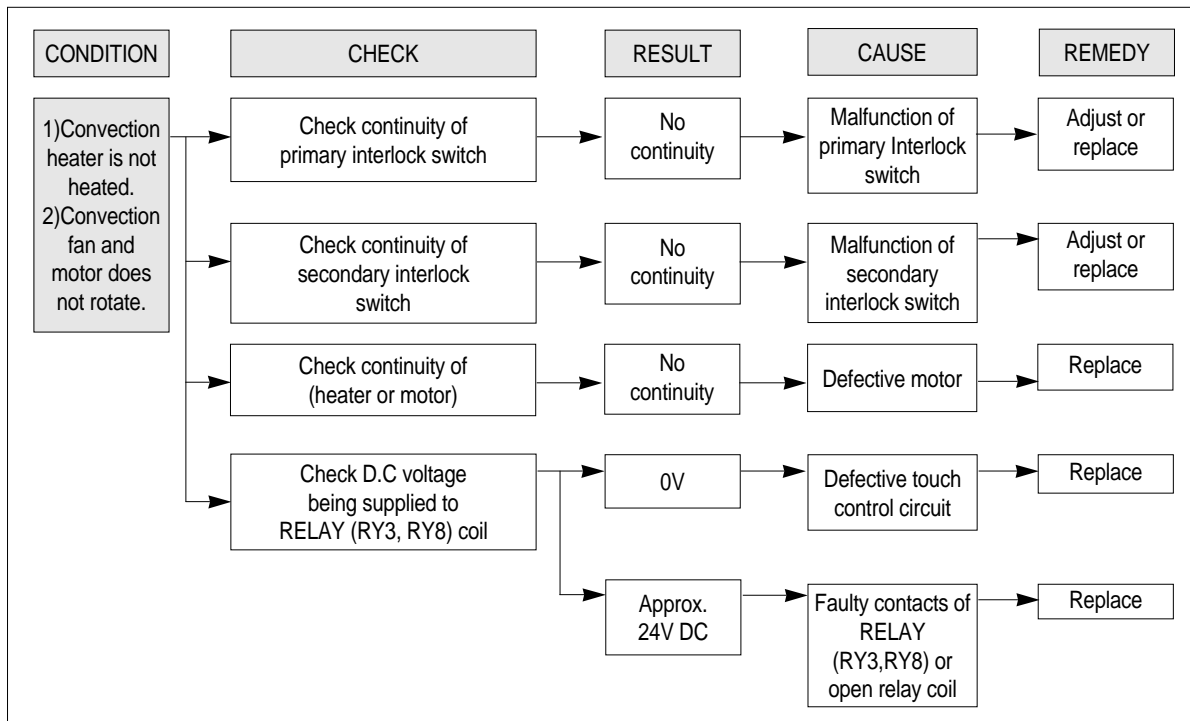 CONDITION
CHECK
RESULT
CAUSE
REMEDY
1)Convection
heater is not
heated.
2)Convection
fan and
motor does
not rotate.
Check continuity of
primary interlock switch
No
continuity
Malfunction of
primary Interlock
switch
Adjust or
replace
Check continuity of
secondary interlock
switch
No
continuity
Malfunction of
secondary
interlock switch
Adjust or
replace
Check continuity of
(heater or motor)
No
continuity
Defective motor
Replace
Check D.C voltage
being supplied to
RELAY (RY3, RY8) coil
0V
Defective touch
control circuit
Replace
Approx.
24V DC
Faulty contacts of
RELAY
(RY3,RY8) or
open relay coil
Replace